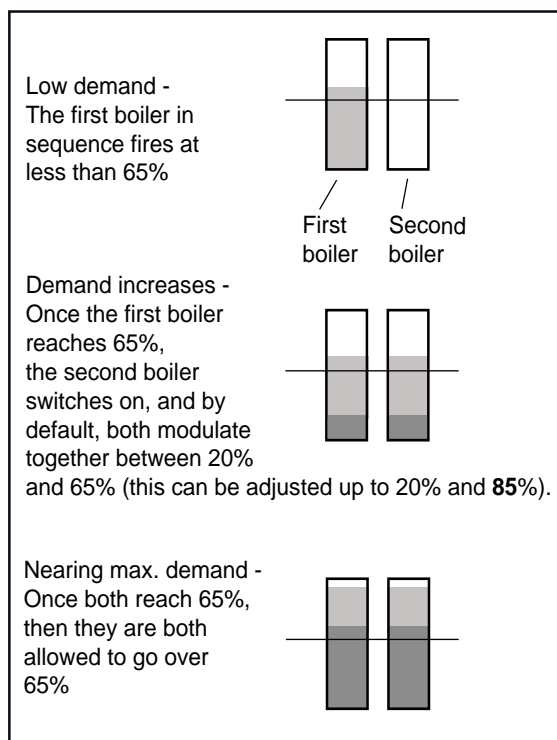 Low demand -
The first boiler in
sequence fires at
less than 65%
First
boiler
Second
boiler
Demand increases -
Once the first boiler
reaches 65%,
the second boiler
switches on, and by
default, both modulate
together between 20%
and 65% (this can be adjusted up to 20% and 85%).
Nearing max. demand -
Once both reach 65%,
then they are both
allowed to go over
65%